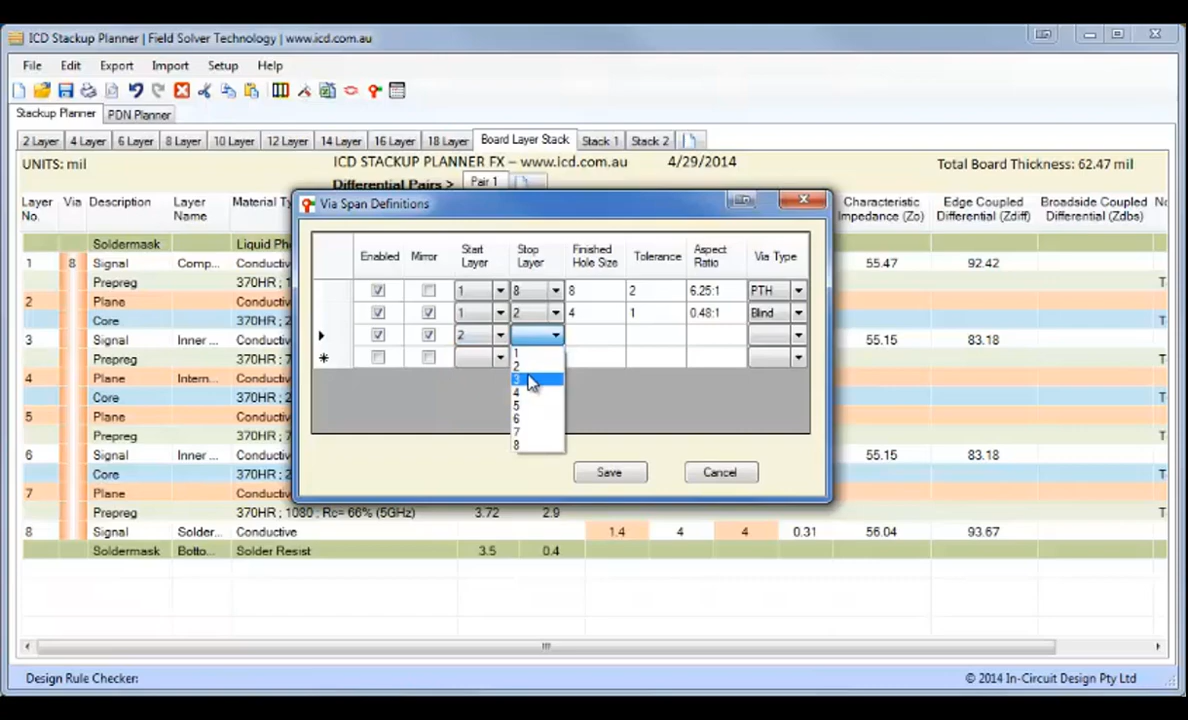 ICD Stackup Planner | Field Solver Technology | www.icd.com.au
File Edit Export Import Setup Help
Stackup Planner PDN Planner
2 Layer 4 Layer 6 Layer 8 Layer 10 Layer 12 Layer 14 Layer 16 Layer 18 Layer Board Layer Stack Stack 1 Stack 2
UNITS: mil ICD STACKUP PLANNER FX – www.icd.com.au 4/29/2014 Total Board Thickness: 62.47 mil
Differential Pairs > Pair 1
Layer No. Via Description Layer Name Material Ty Characteristic Impedance (Zo) Edge Coupled Differential (Zdiff) Broadside Coupled Differential (Zdbs) No
Via Span Definitions
Enabled Mirror Start Layer Stop Layer Finished Hole Size Tolerance Aspect Ratio Via Type
1 8 8 2 6.25:1 PTH
1 2 4 1 0.48:1 Blind
2
1
2
3
4
5
6
7
8
Save Cancel
Soldermask Liquid Ph
1 8 Signal Comp... Conductiv 55.47 92.42
Prepreg 370HR ; 1 T
2 Plane Conductiv
Core 370HR ; T
3 Signal Inner ... Conductiv 55.15 83.18
Prepreg 370HR ; 7 T
4 Plane Intern... Conductiv
Core 370HR ; T
5 Plane Conductiv
Prepreg 370HR ; 7 T
6 Signal Inner ... Conductiv 55.15 83.18
Core 370HR ; T
7 Plane Conductiv
Prepreg 370HR ; 1080 ; Rc= 66% (5GHz) 3.72 2.9 T
8 Signal Solder... Conductive 1.4 4 4 0.31 56.04 93.67
Soldermask Botto... Solder Resist 3.5 0.4
Design Rule Checker: © 2014 In-Circuit Design Pty Ltd